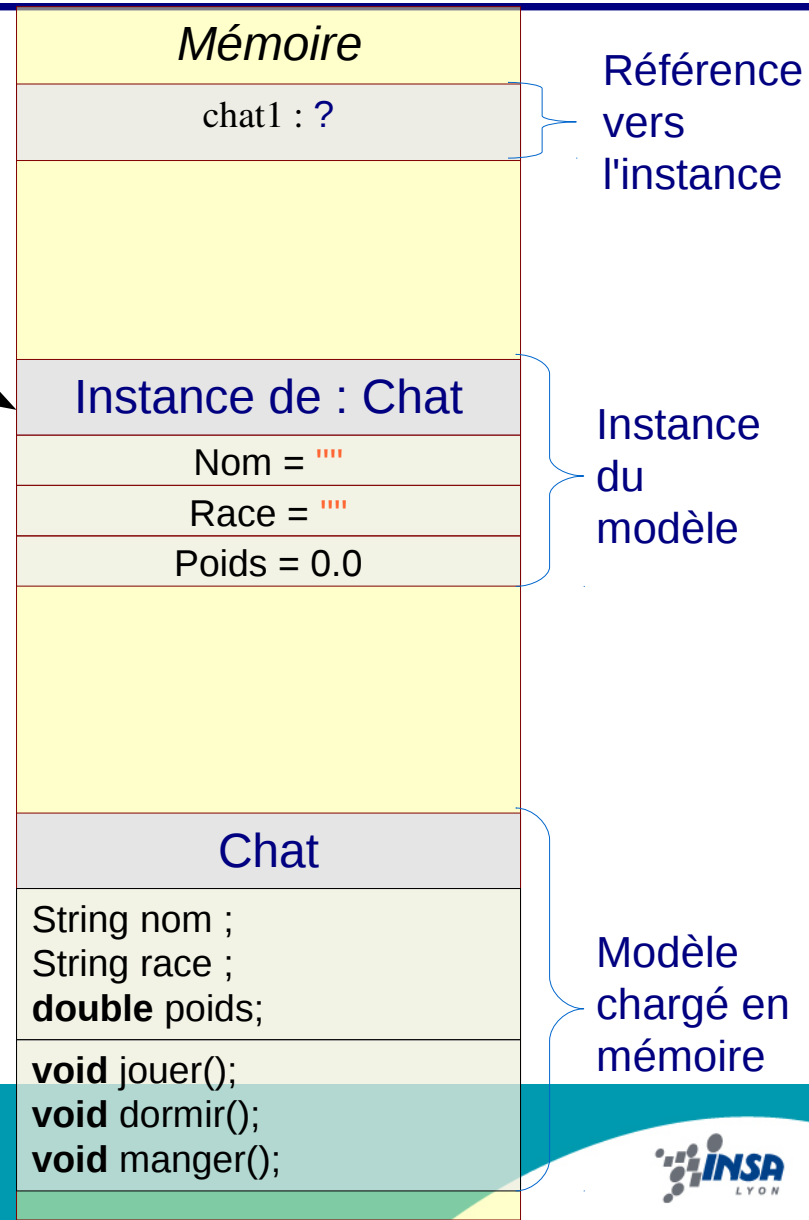 Mémoire
chat1 : ?
Référence
vers
l'instance
Instance de : Chat
Nom = ""
Race = ""
Poids = 0.0
Instance
du
modèle
Chat
String nom ;
String race ;
double poids;
void jouer();
void dormir();
void manger();
Modèle
chargé en
mémoire
INSA
LYON